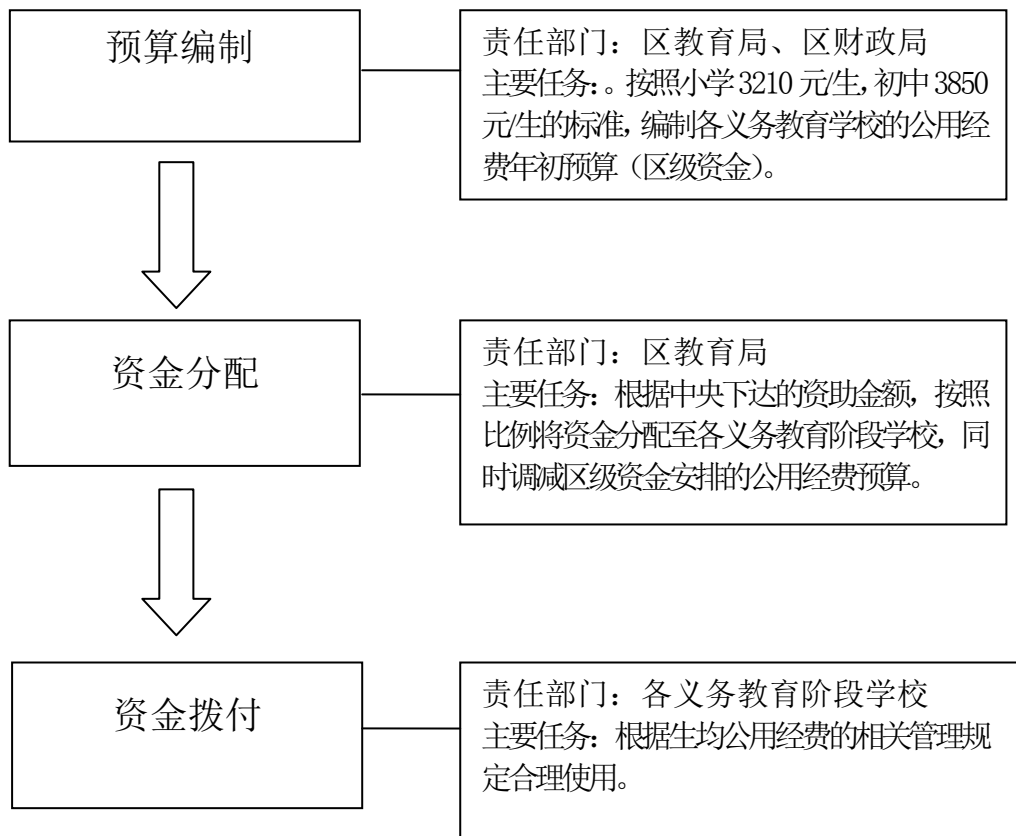 预算编制
责任部门：区教育局、区财政局
主要任务：。按照小学3210元/生，初中3850
元/生的标准，编制各义务教育学校的公用经
费年初预算（区级资金）。
资金分配
责任部门：区教育局
主要任务：根据中央下达的资助金额，按照
比例将资金分配至各义务教育阶段学校，同
时调减区级资金安排的公用经费预算。
资金拨付
责任部门：各义务教育阶段学校
主要任务：根据生均公用经费的相关管理规
定合理使用。